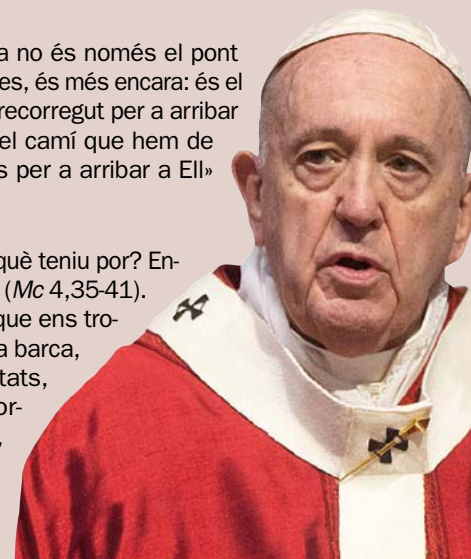 a no és només el pont
es, és més encara: és el
recorregut per a arribar
el camí que hem de
s per a arribar a Ell»
què teniu por? En-
(Mc 4,35-41).
que ens tro-
a barca,
tats,
or-
,